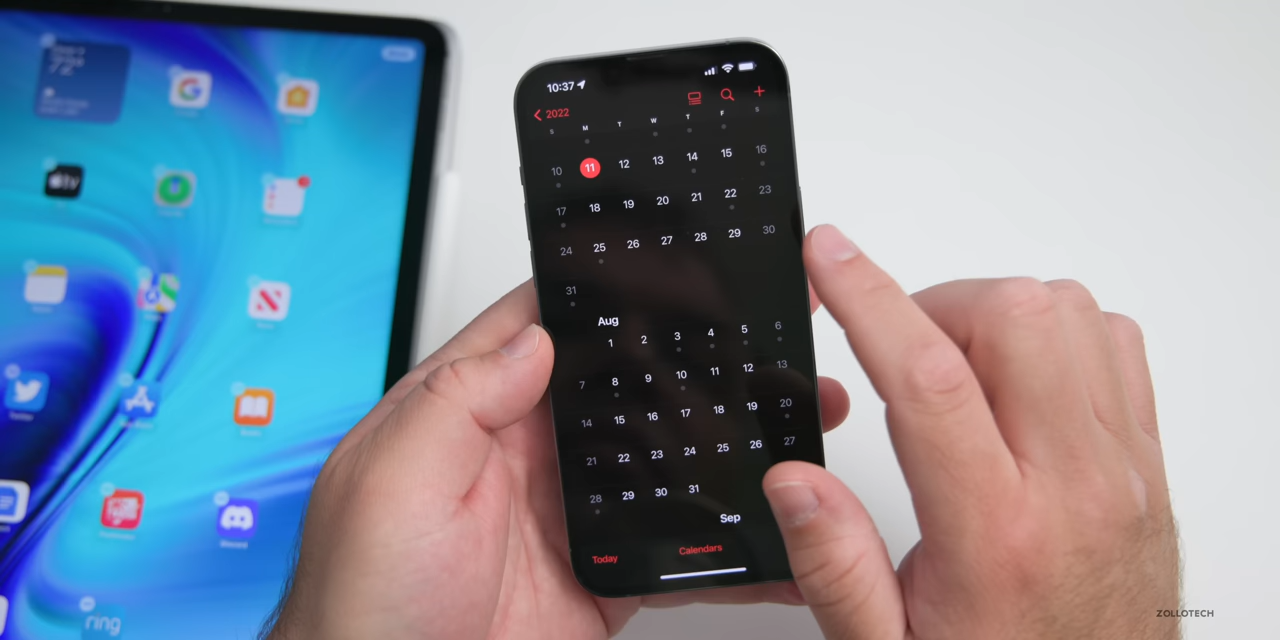 10:37
2022
S M T W T F S
10 11 12 13 14 15 16
17 18 19 20 21 22 23
24 25 26 27 28 29 30
31
Aug
1 2 3 4 5 6
7 8 9 10 11 12 13
14 15 16 17 18 19 20
21 22 23 24 25 26 27
28 29 30 31
Sep
Today Calendars
tv
ring
ZOLLOTECH